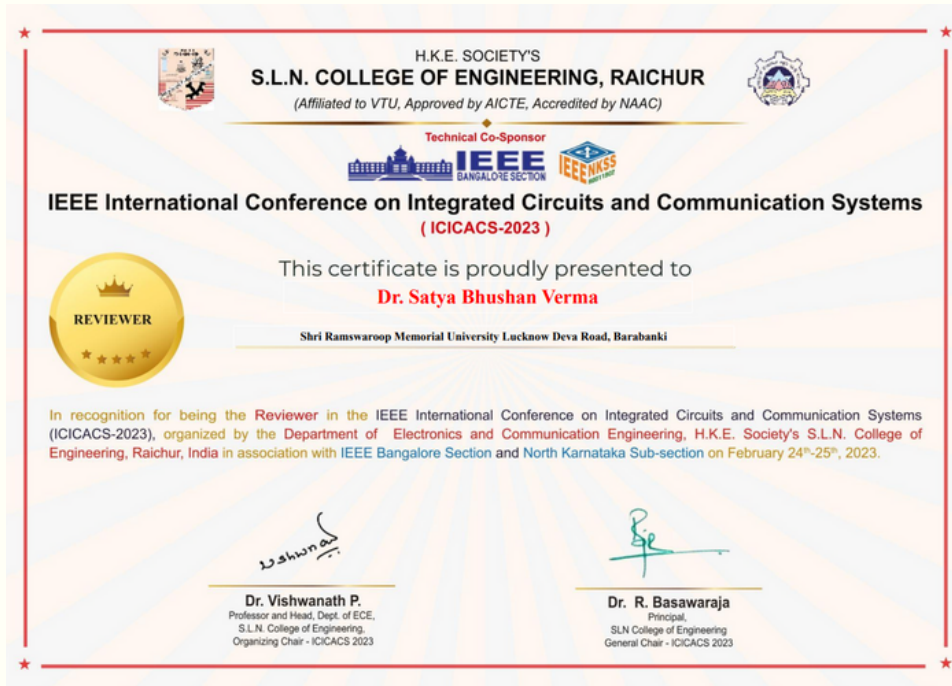 H.K.E. SOCIETY'S
S.L.N. COLLEGE OF ENGINEERING, RAICHUR
(Affiliated to VTU, Approved by AICTE, Accredited by NAAC)
Technical Co-Sponsor
IEEE
BANGALORE SECTION
IEEENKSS
IEEE International Conference on Integrated Circuits and Communication Systems
( ICICACS-2023 )
This certificate is proudly presented to
Dr. Satya Bhushan Verma
REVIEWER
Shri Ramswaroop Memorial University Lucknow Deva Road, Barabanki
In recognition for being the Reviewer in the IEEE International Conference on Integrated Circuits and Communication Systems
(ICICACS-2023), organized by the Department of Electronics and Communication Engineering, H.K.E. Society's S.L.N. College of
Engineering, Raichur, India in association with IEEE Bangalore Section and North Karnataka Sub-section on February 24th-25th, 2023.
Dr. Vishwanath P.
Professor and Head, Dept. of ECE,
S.L.N. College of Engineering,
Organizing Chair - ICICACS 2023
Dr. R. Basawaraja
Principal,
SLN College of Engineering
General Chair - ICICACS 2023